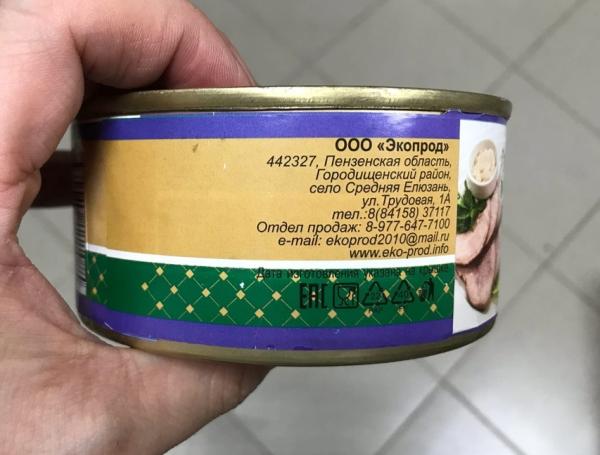 ООО «Экопрод»
442327, Пензенская область,
Городищенский район,
село Средняя Елюзань,
ул.Трудовая, 1А
тел.:8(84158) 37117
Отдел продаж: 8-977-647-7100
e-mail: ekoprod2010@mail.ru
www.eko-prod.info
Дата изготовления указана на крышке
ЕАС